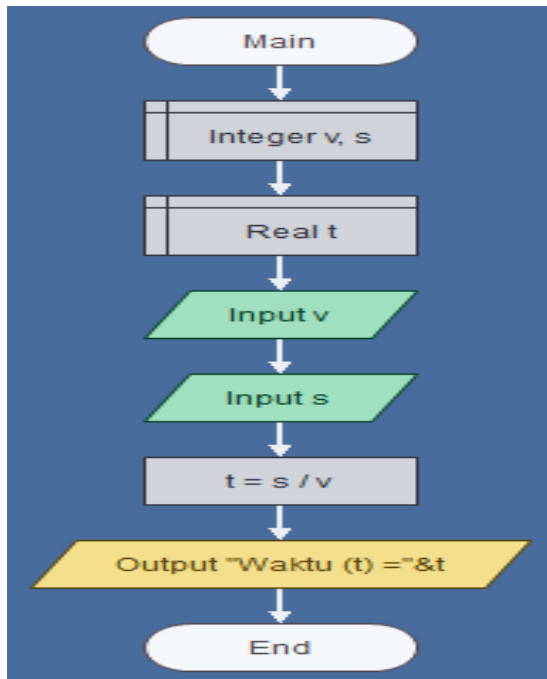 Main
Integer v, s
Real t
Input v
Input s
t = s / v
Output "Waktu (t) ="&t
End